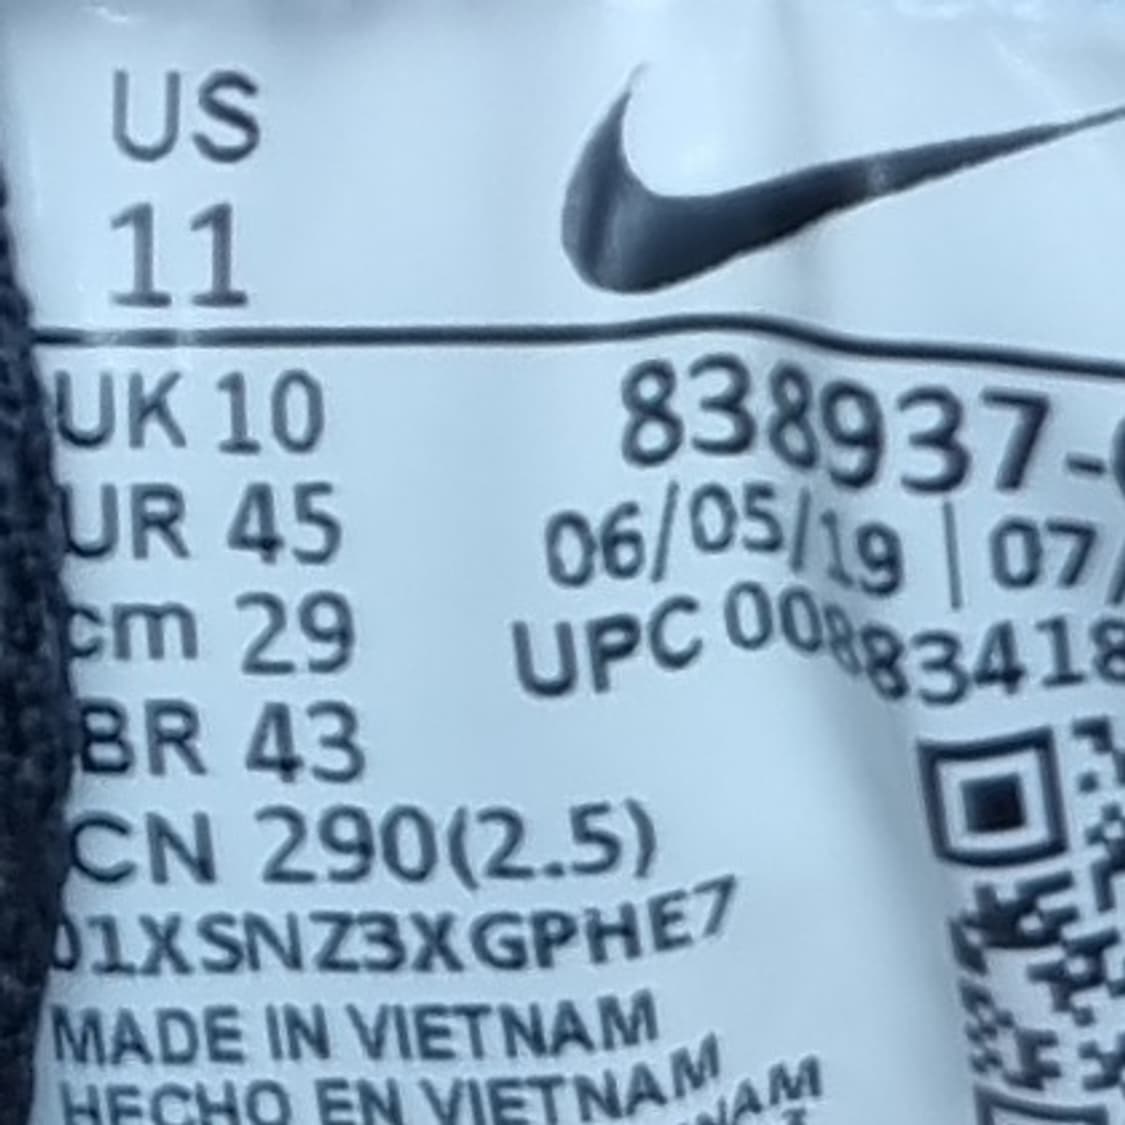 US
11
UK 10
UR 45
cm 29
BR 43
CN 290(2.5)
01XSNZ3XGPHE7
MADE IN VIETNAM
HECHO EN VIETNAM
NAM
838937-
06/05/19 | 07/
UPC 00883418